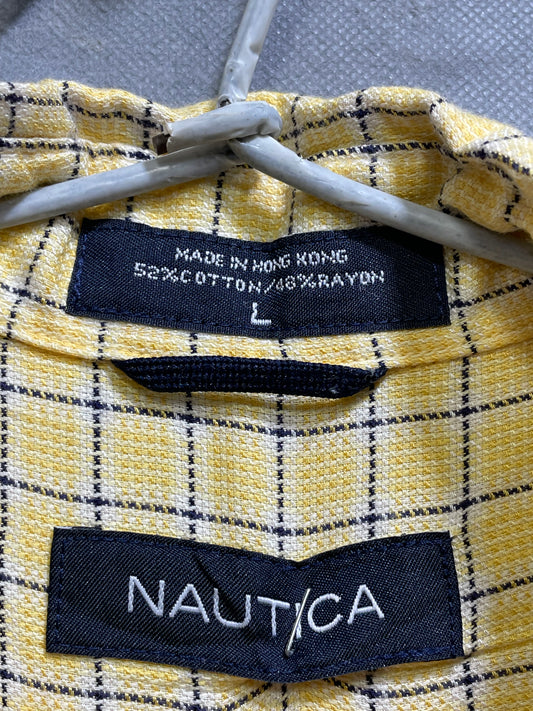 MADE IN HONG KONG
52%COTTON/48%RAYON
L
NAUTICA